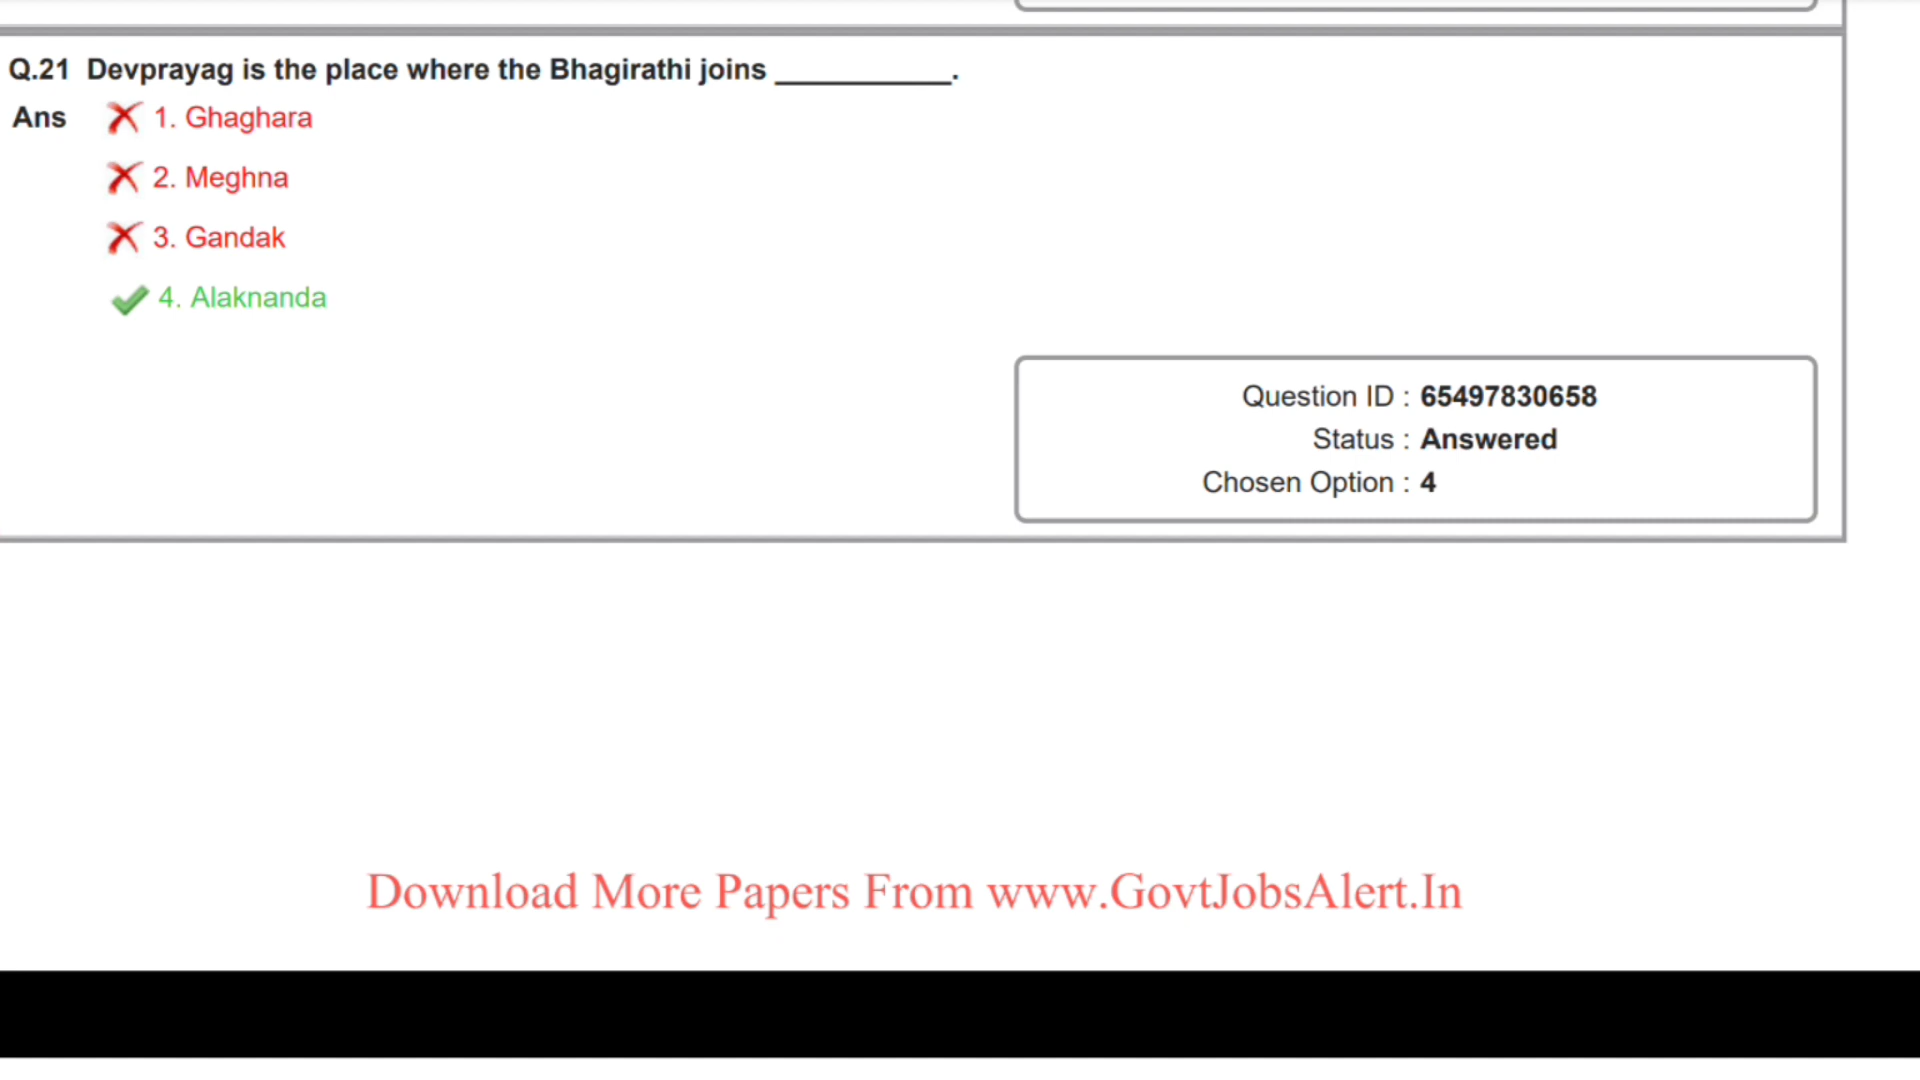 Q.21 Devprayag is the place where the Bhagirathi joins ___________.
Ans 1. Ghaghara
2. Meghna
3. Gandak
4. Alaknanda
Question ID : 65497830658
Status : Answered
Chosen Option : 4
Download More Papers From www.GovtJobsAlert.In